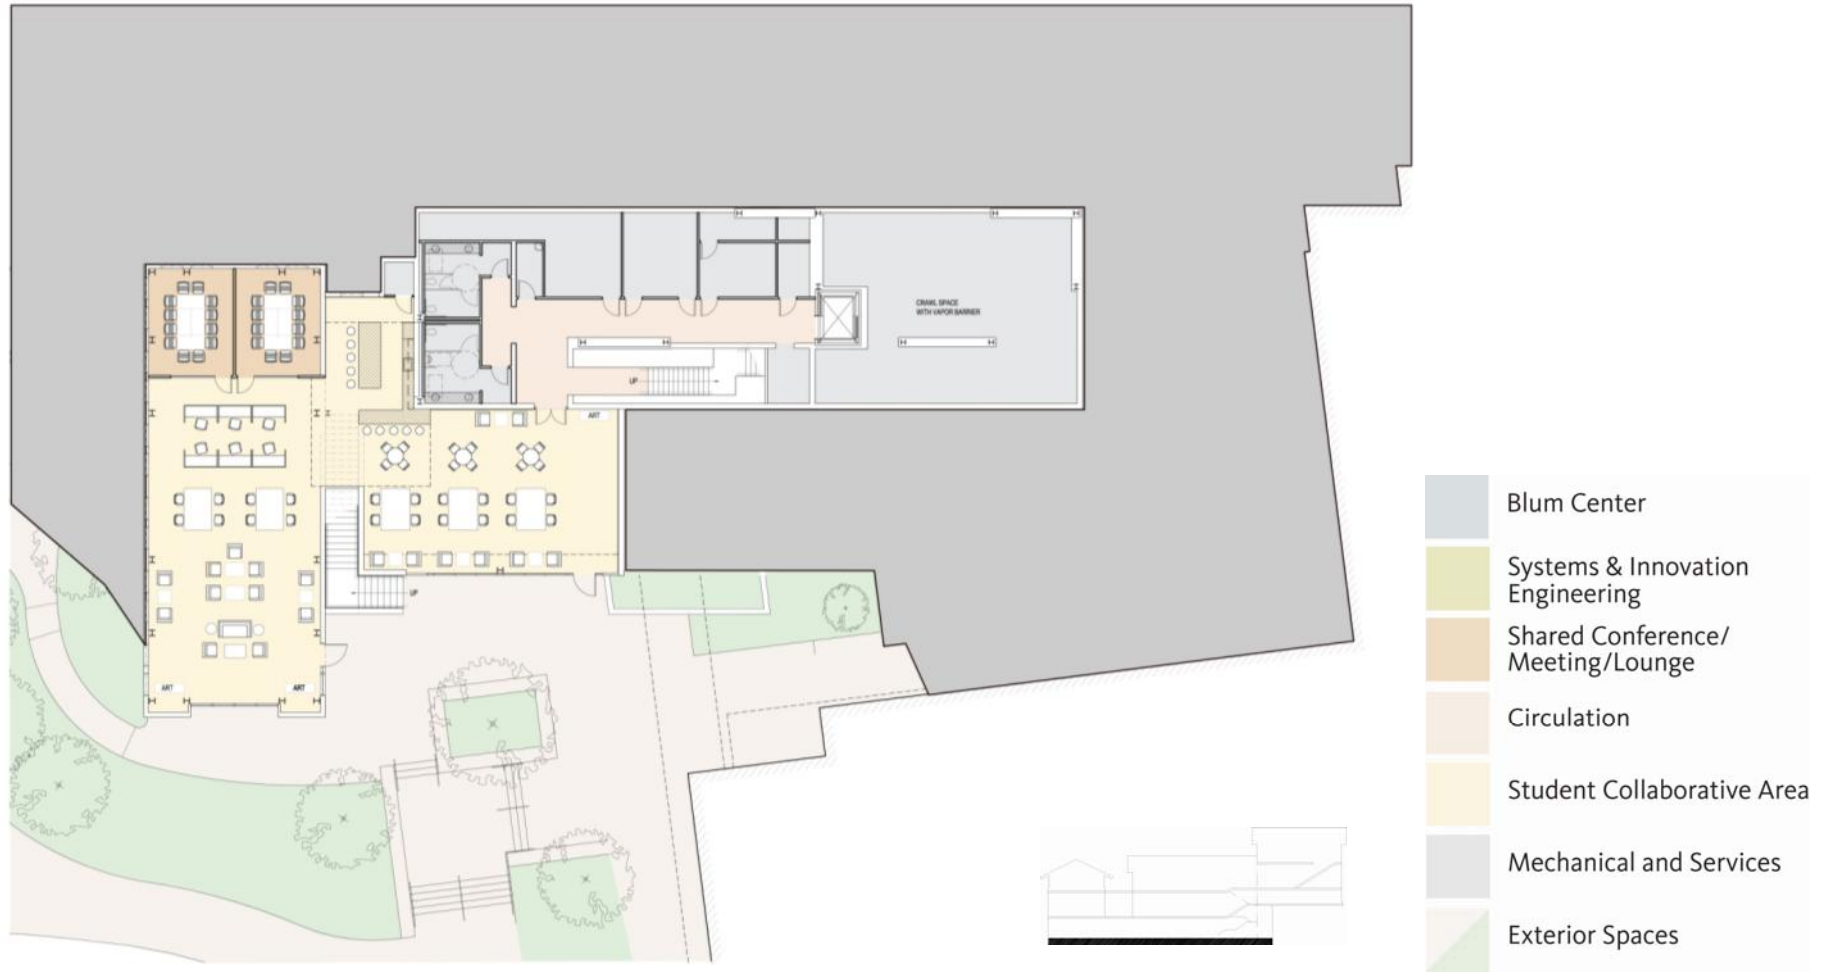 CRAWL SPACE
WITH VAPOR BARRIER
UP
ART
UP
ART
ART
Blum Center
Systems & Innovation
Engineering
Shared Conference/
Meeting/Lounge
Circulation
Student Collaborative Area
Mechanical and Services
Exterior Spaces